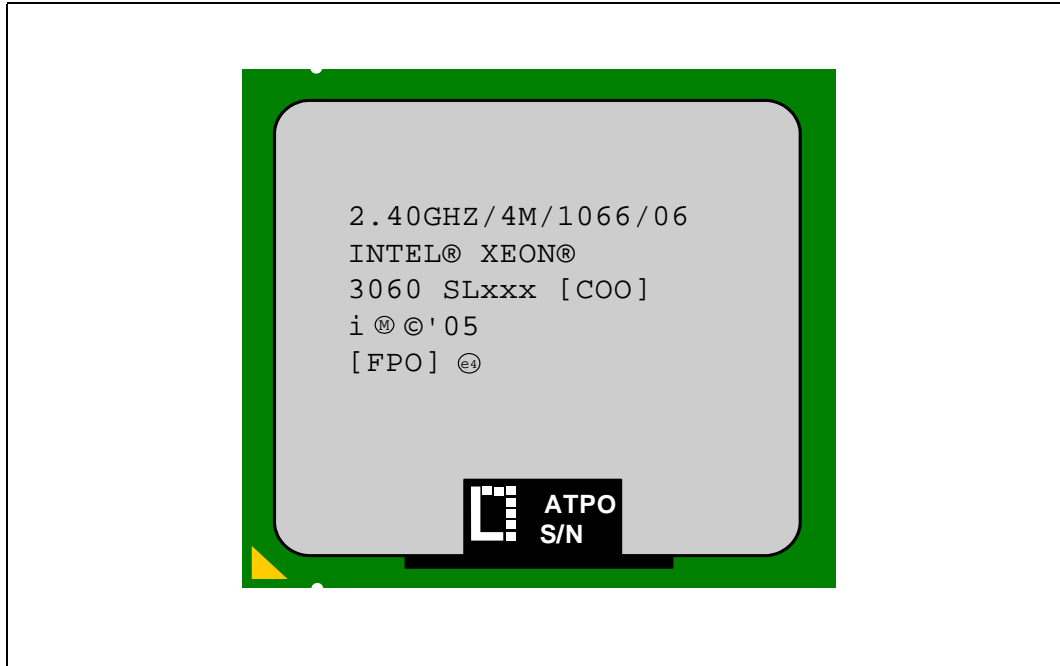 2.40GHZ/4M/1066/06
INTEL® XEON®
3060 SLxxx [COO]
i Ⓜ ©'05
[FPO] (e4)
ATPO
S/N